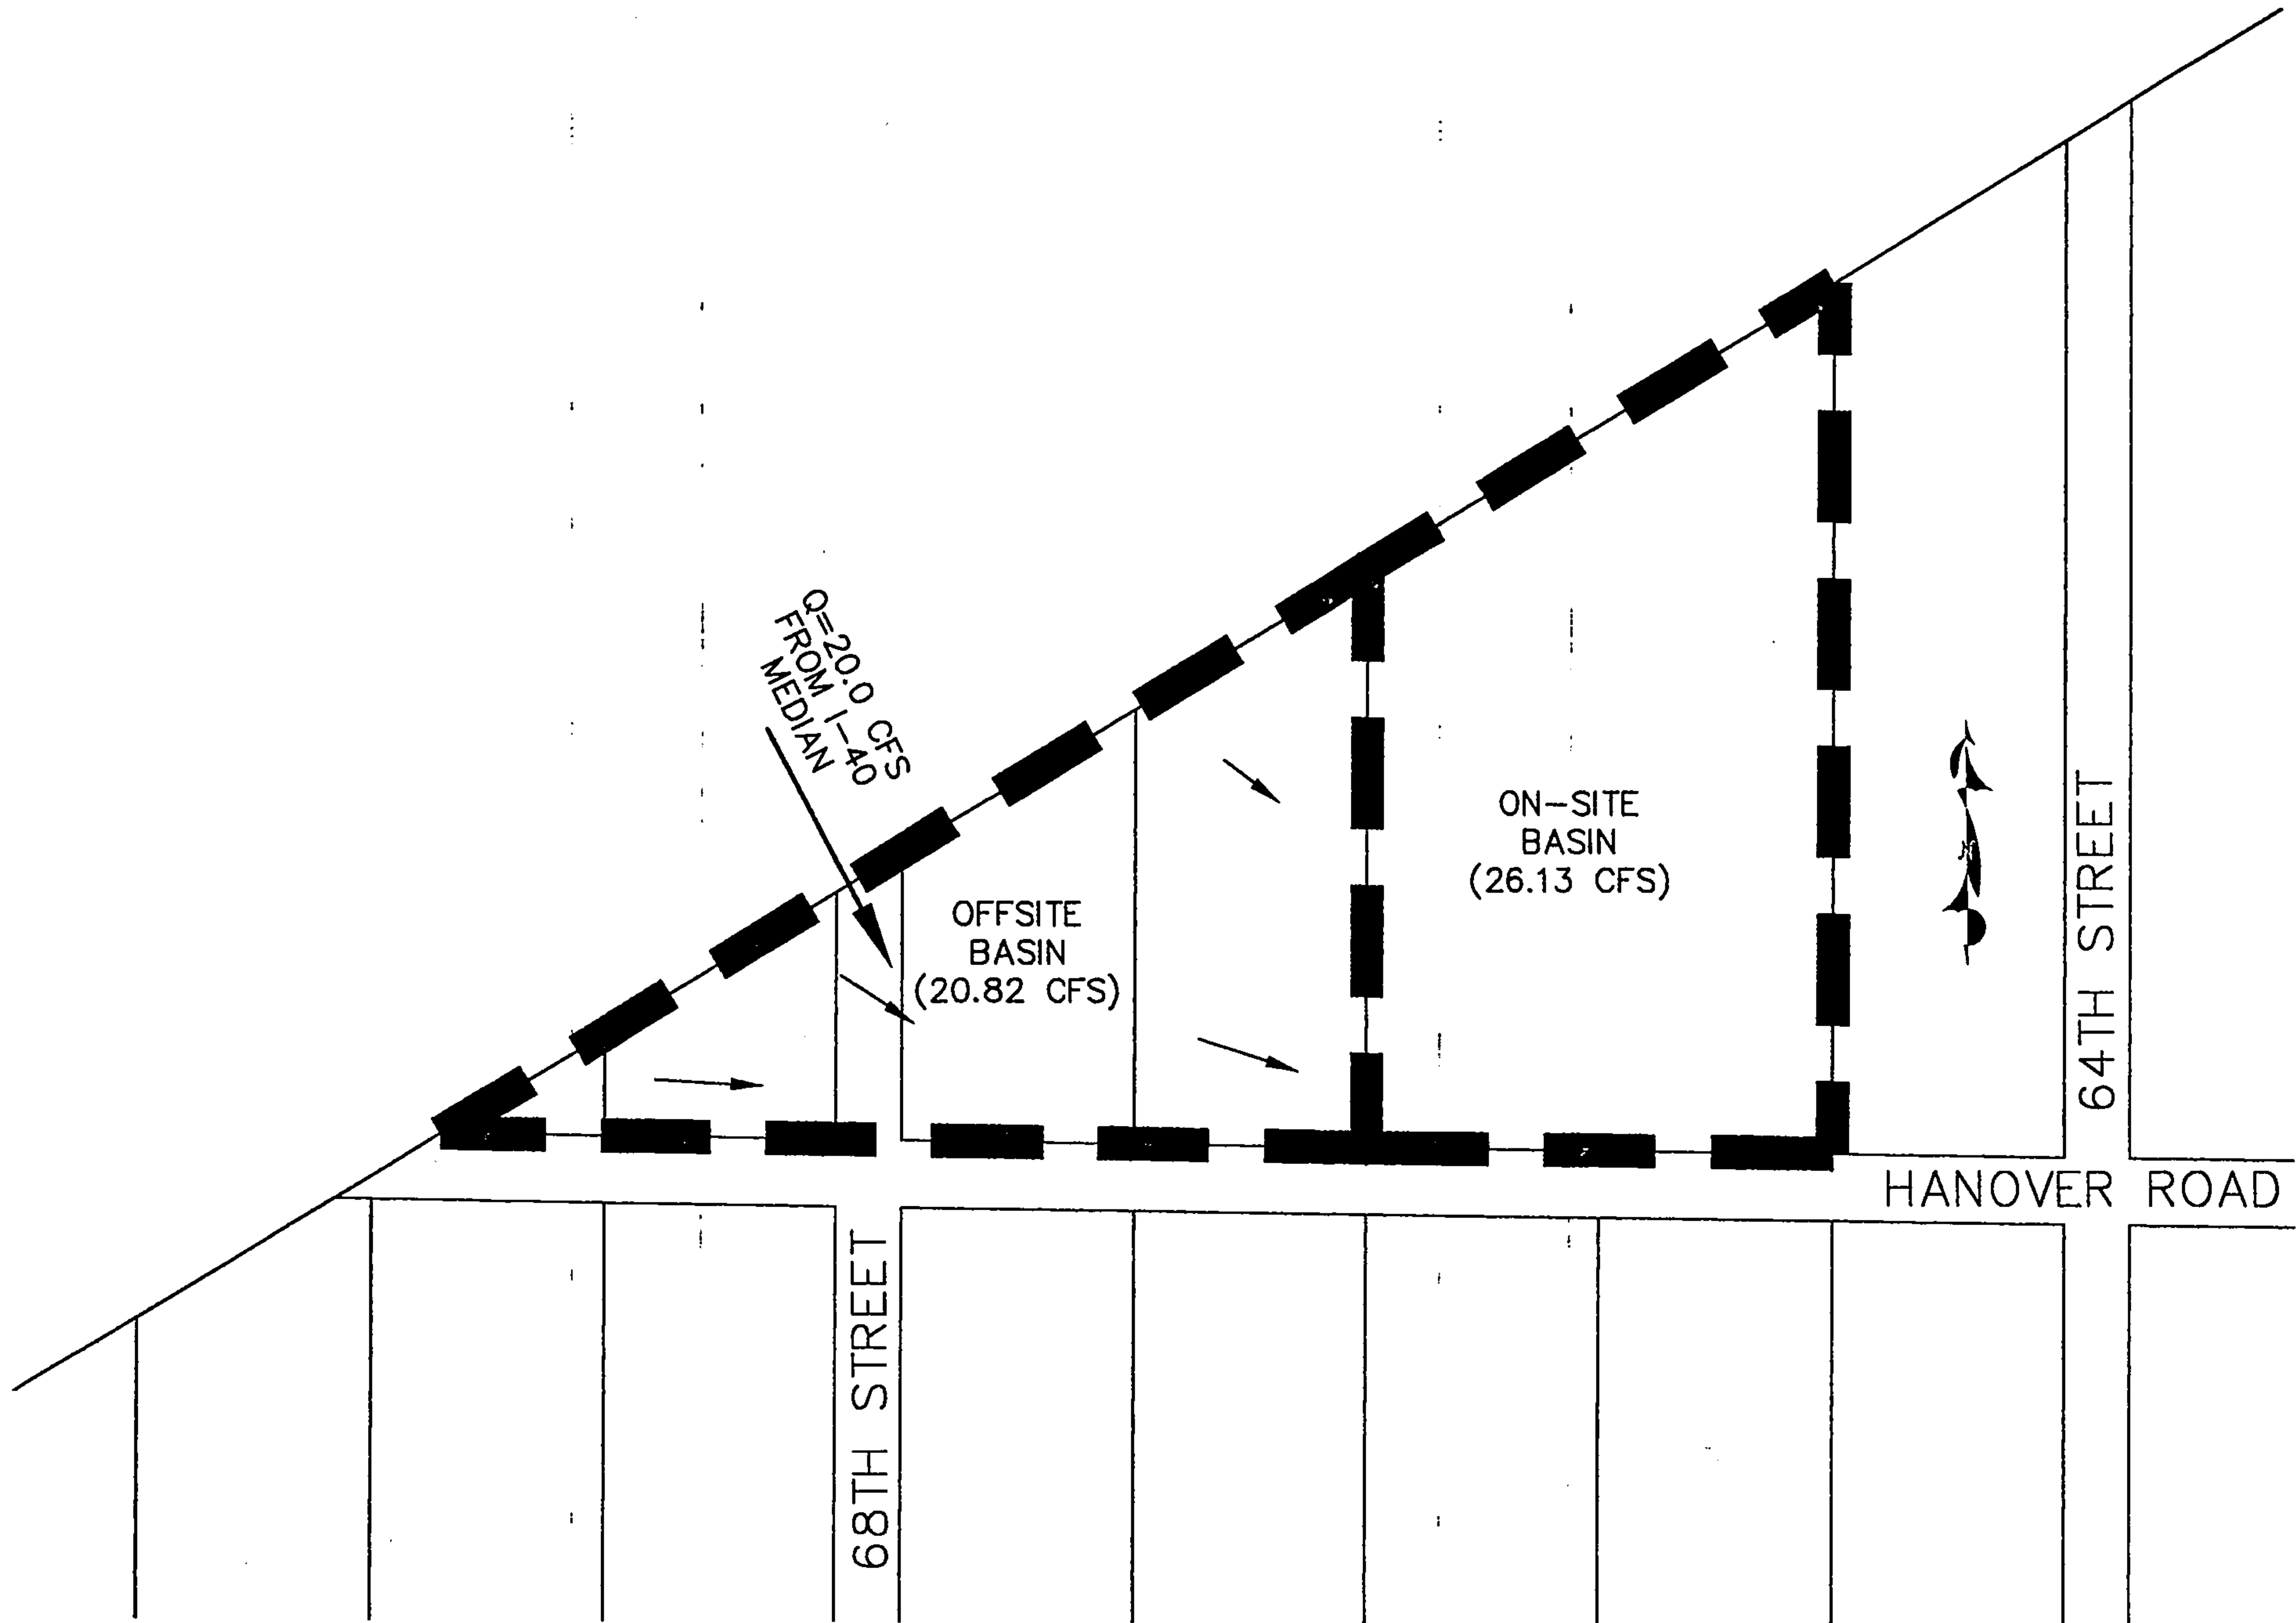 Q=20.0 CFS
FROM I-40
MEDIAN
ON-SITE
BASIN
(26.13 CFS)
OFFSITE
BASIN
(20.82 CFS)
64TH STREET
HANOVER ROAD
68TH STREET